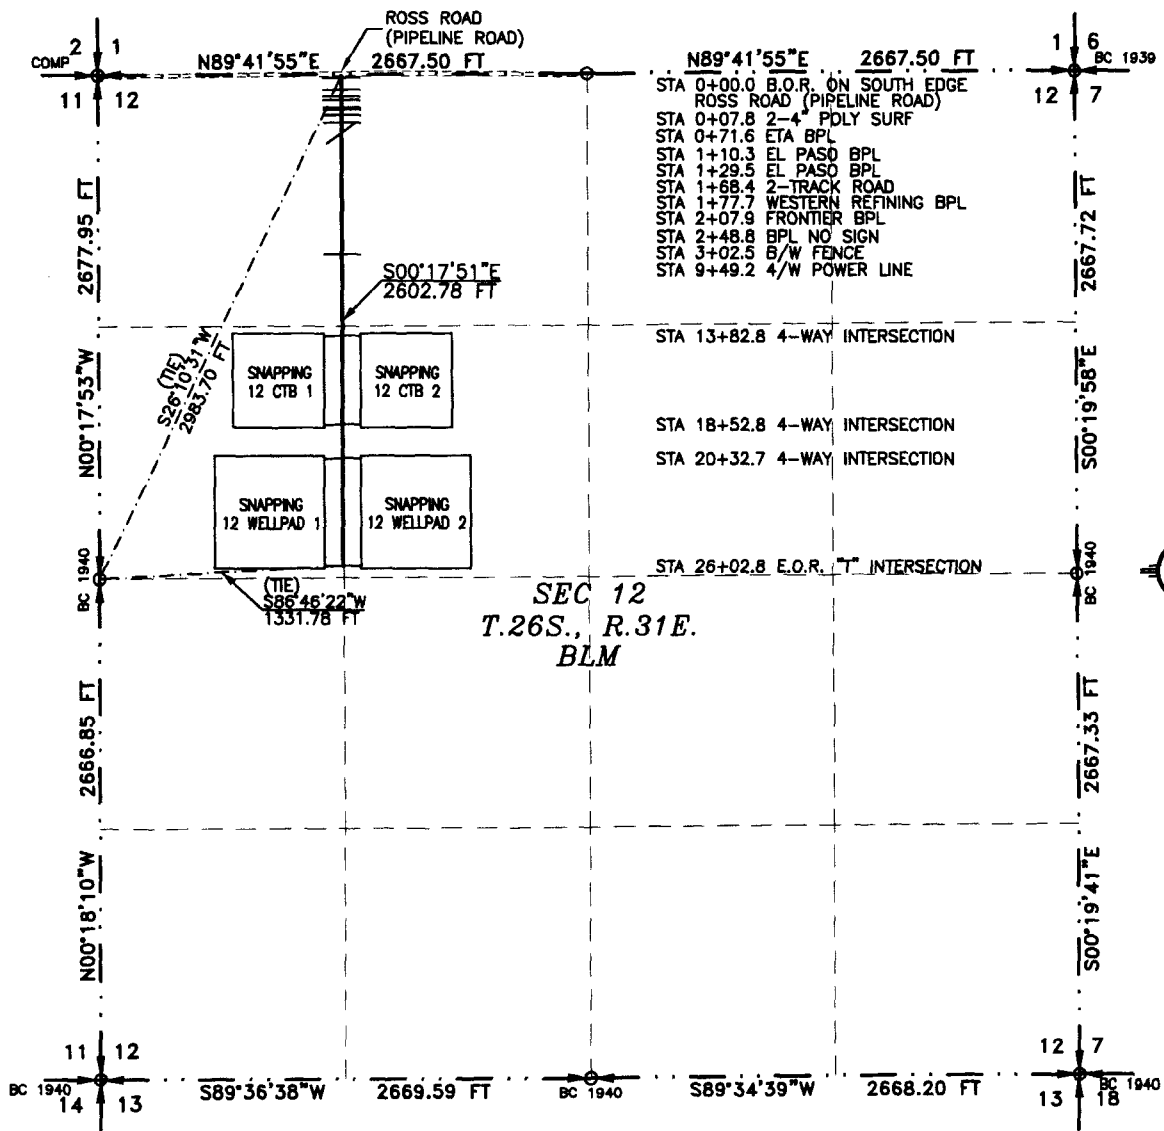 ROSS ROAD
(PIPELINE ROAD)
2 1
COMP
11 12
N89°41'55"E 2667.50 FT
N89°41'55"E 2667.50 FT
1 6
BC 1939
12 7
STA 0+00.0 B.O.R. ON SOUTH EDGE
ROSS ROAD (PIPELINE ROAD)
STA 0+07.8 2-4" POLY SURF
STA 0+71.6 ETA BPL
STA 1+10.3 EL PASO BPL
STA 1+29.5 EL PASO BPL
STA 1+68.4 2-TRACK ROAD
STA 1+77.7 WESTERN REFINING BPL
STA 2+07.9 FRONTIER BPL
STA 2+48.8 BPL NO SIGN
STA 3+02.5 B/W FENCE
STA 9+49.2 4/W POWER LINE
STA 13+82.8 4-WAY INTERSECTION
STA 18+52.8 4-WAY INTERSECTION
STA 20+32.7 4-WAY INTERSECTION
STA 26+02.8 E.O.R. "T" INTERSECTION
N00°17'53"W 2677.95 FT
(TIE)
S26°10'31"W
2983.70 FT
S00°17'51"E
2602.78 FT
SNAPPING
12 CTB 1
SNAPPING
12 CTB 2
SNAPPING
12 WELLPAD 1
SNAPPING
12 WELLPAD 2
S00°19'58"E 2667.72 FT
BC 1940
(TIE)
S86°46'22"W
1331.78 FT
SEC 12
T.26S., R.31E.
BLM
BC 1940
N00°18'10"W 2666.85 FT
S00°19'41"E 2667.33 FT
11 12
BC 1940
14 13
S89°36'38"W 2669.59 FT
BC 1940
S89°34'39"W 2668.20 FT
12 7
BC 1940
13 18